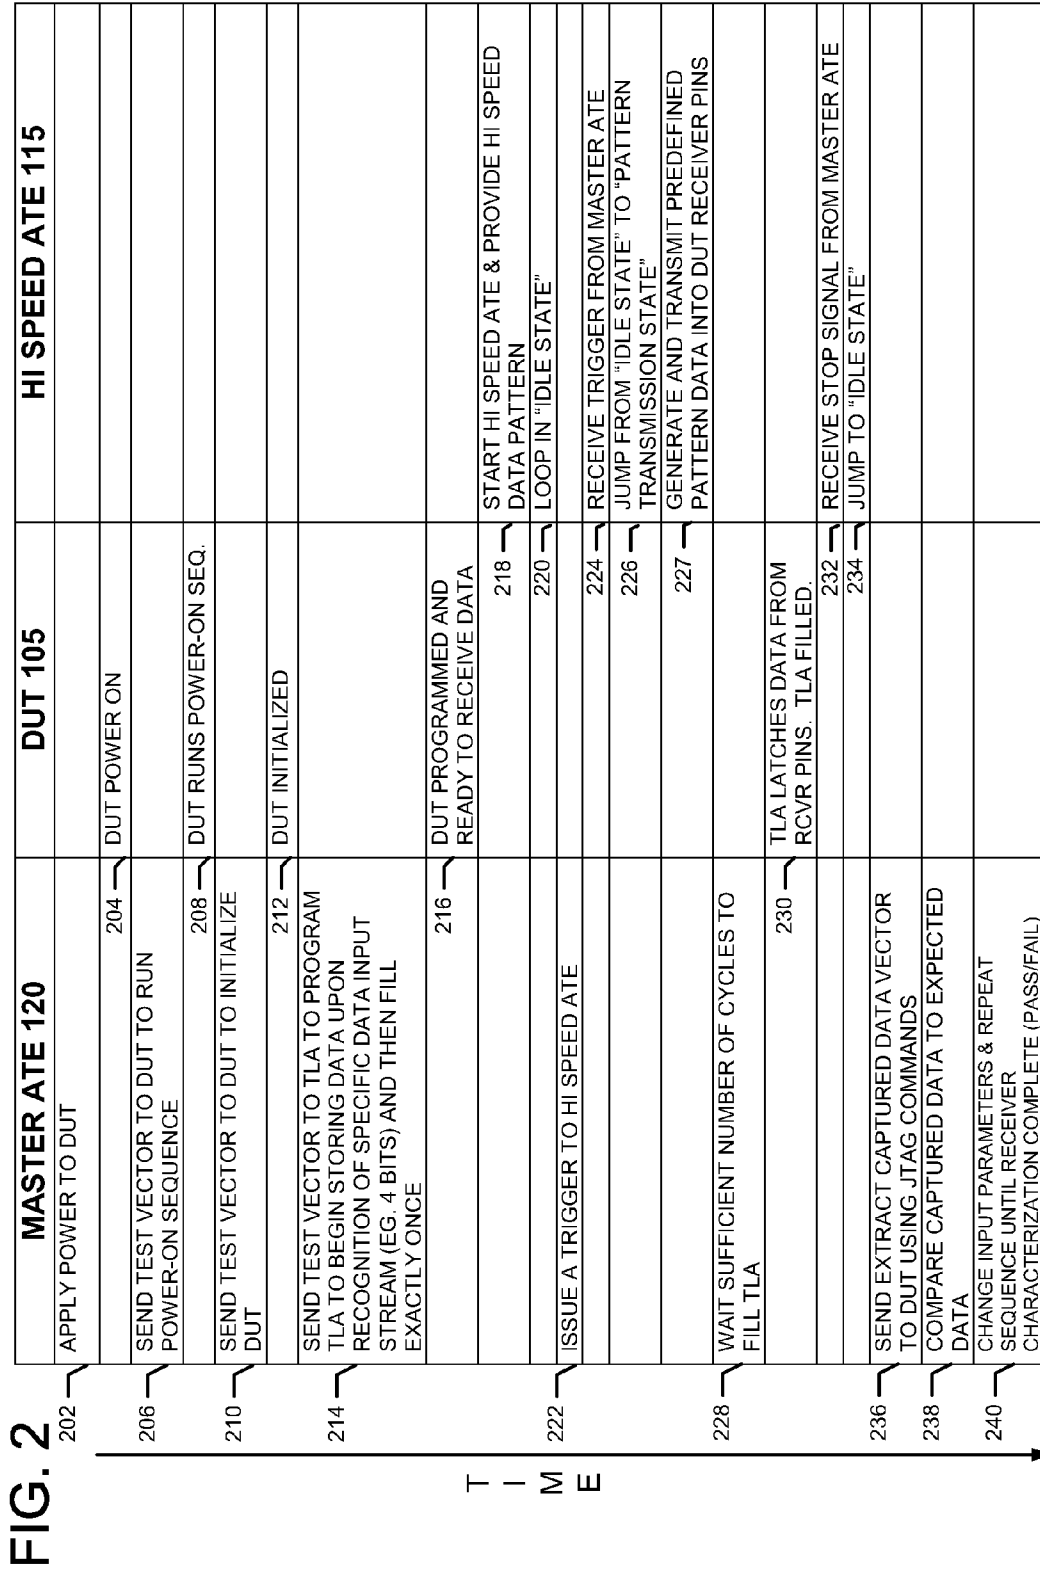 FIG. 2
MASTER ATE 120
DUT 105
HI SPEED ATE 115
T
I
M
E
202
APPLY POWER TO DUT
204
DUT POWER ON
206
SEND TEST VECTOR TO DUT TO RUN
POWER-ON SEQUENCE
208
DUT RUNS POWER-ON SEQ.
210
SEND TEST VECTOR TO DUT TO INITIALIZE
DUT
212
DUT INITIALIZED
214
SEND TEST VECTOR TO TLA TO PROGRAM
TLA TO BEGIN STORING DATA UPON
RECOGNITION OF SPECIFIC DATA INPUT
STREAM (EG. 4 BITS) AND THEN FILL
EXACTLY ONCE
216
DUT PROGRAMMED AND
READY TO RECEIVE DATA
218
START HI SPEED ATE & PROVIDE HI SPEED
DATA PATTERN
220
LOOP IN “IDLE STATE”
222
ISSUE A TRIGGER TO HI SPEED ATE
224
RECEIVE TRIGGER FROM MASTER ATE
226
JUMP FROM “IDLE STATE” TO “PATTERN
TRANSMISSION STATE”
227
GENERATE AND TRANSMIT PREDEFINED
PATTERN DATA INTO DUT RECEIVER PINS
228
WAIT SUFFICIENT NUMBER OF CYCLES TO
FILL TLA
230
TLA LATCHES DATA FROM
RCVR PINS. TLA FILLED.
232
RECEIVE STOP SIGNAL FROM MASTER ATE
234
JUMP TO “IDLE STATE”
236
SEND EXTRACT CAPTURED DATA VECTOR
TO DUT USING JTAG COMMANDS
238
COMPARE CAPTURED DATA TO EXPECTED
DATA
240
CHANGE INPUT PARAMETERS & REPEAT
SEQUENCE UNTIL RECEIVER
CHARACTERIZATION COMPLETE (PASS/FAIL)